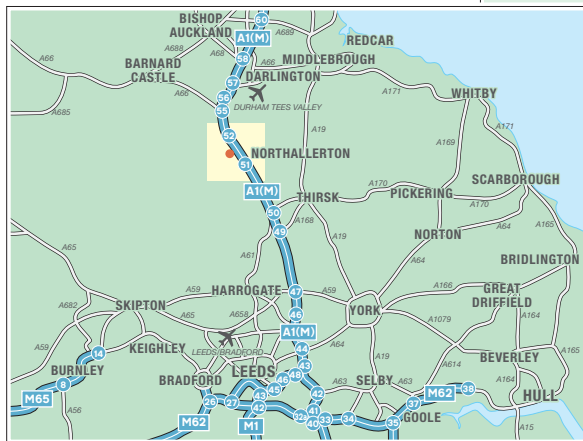 60
BISHOP
AUCKLAND
A1(M)
A689
REDCAR
A688
A68
58
MIDDLEBROUGH
A66
BARNARD
CASTLE
A66
DARLINGTON
57
A66
56
DURHAM TEES VALLEY
55
A171
WHITBY
A685
A19
A171
52
A169
NORTHALLERTON
51
A1(M)
SCARBOROUGH
THIRSK
A170
PICKERING
A170
50
A168
49
A19
NORTON
A64
A165
A65
A61
A64
BRIDLINGTON
A59
HARROGATE
47
A59
A166
GREAT
DRIFFIELD
A682
SKIPTON
A65
A658
46
YORK
A164
A165
A1079
A59
14
KEIGHLEY
LEEDS/BRADFORD
A1(M)
44
A64
A19
BEVERLEY
BURNLEY
8
BRADFORD
LEEDS
43
48
46
45
43
A63
SELBY
A63
A614
A164
M62
38
HULL
M65
A56
26
27
42
42
41
32a
40
33
34
37
35
GOOLE
M62
M1
A15